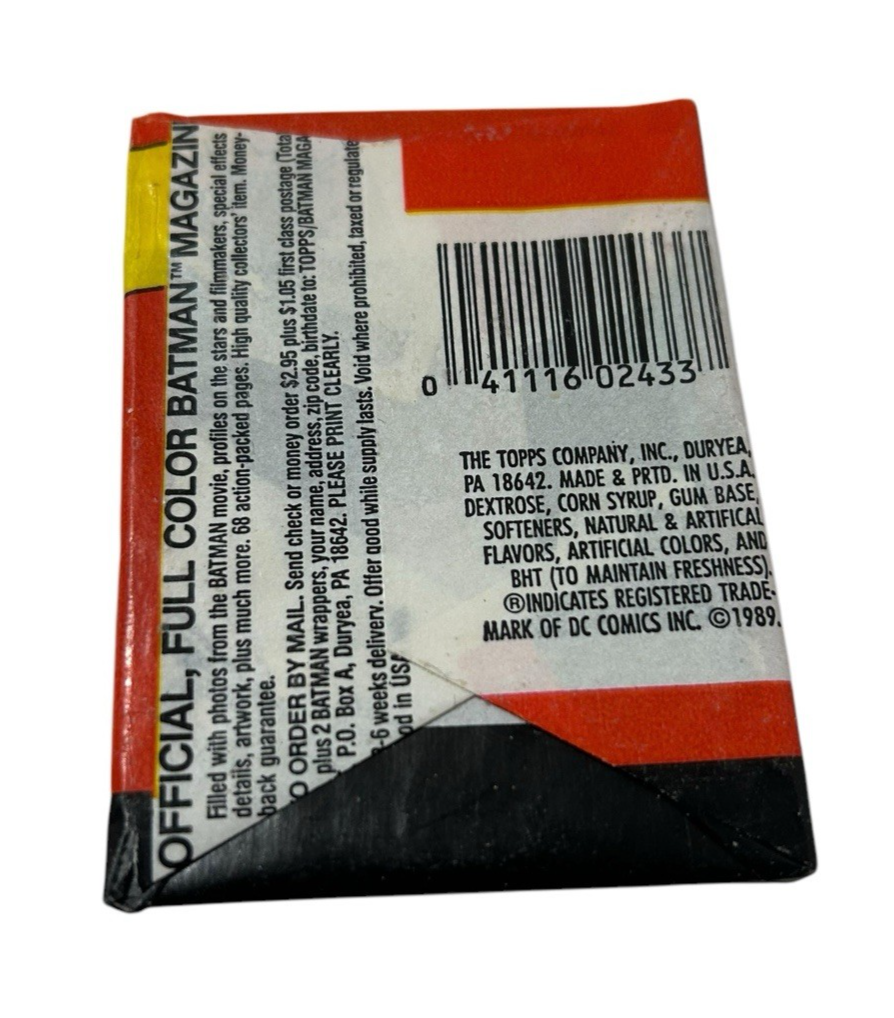 OFFICIAL, FULL COLOR BATMAN™ MAGAZIN
Filled with photos from the BATMAN movie, profiles on the stars and filmmakers, special effects
details, artwork, plus much more. 68 action-packed pages. High quality collectors' item. Money-
back guarantee.
O ORDER BY MAIL. Send check or money order $2.95 plus $1.05 first class postage (Total
plus 2 BATMAN wrappers, your name, address, zip code, birthdate to: TOPPS/BATMAN MAGA
P.O. Box A, Duryea, PA 18642. PLEASE PRINT CLEARLY.
-6 weeks delivery. Offer good while supply lasts. Void where prohibited, taxed or regulate
od in USA
0 41116 02433
THE TOPPS COMPANY, INC., DURYEA,
PA 18642. MADE & PRTD. IN U.S.A.
DEXTROSE, CORN SYRUP, GUM BASE,
SOFTENERS, NATURAL & ARTIFICAL
FLAVORS, ARTIFICIAL COLORS, AND
BHT (TO MAINTAIN FRESHNESS).
®INDICATES REGISTERED TRADE-
MARK OF DC COMICS INC. ©1989.